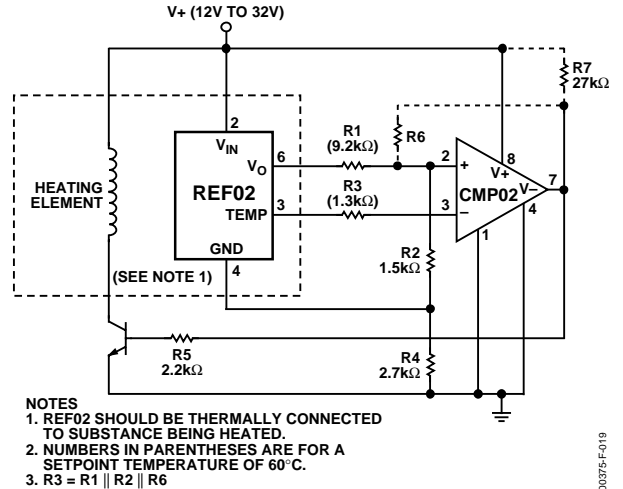 V+ (12V TO 32V)
R7
27kΩ
2
VIN
VO
6
R1
(9.2kΩ)
R6
2
+
8
V+
7
HEATING
ELEMENT
REF02
R3
(1.3kΩ)
CMP02
V–
TEMP
3
3
–
4
GND
1
(SEE NOTE 1)
4
R2
1.5kΩ
R5
2.2kΩ
R4
2.7kΩ
NOTES
1. REF02 SHOULD BE THERMALLY CONNECTED
TO SUBSTANCE BEING HEATED.
2. NUMBERS IN PARENTHESES ARE FOR A
SETPOINT TEMPERATURE OF 60°C.
3. R3 = R1 || R2 || R6
00375-F-019